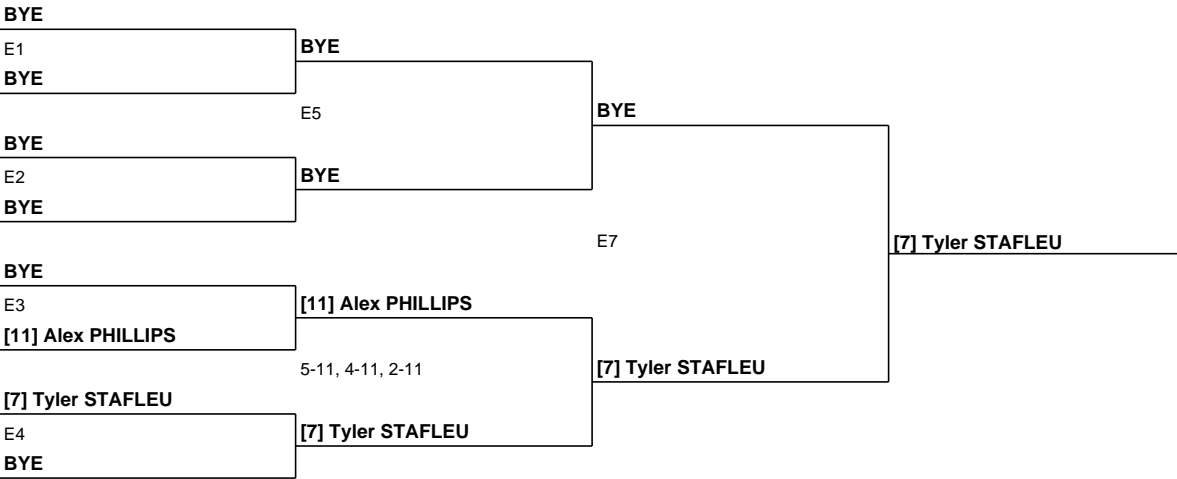 BYE
E1
BYE
BYE
E5
BYE
BYE
E2
BYE
BYE
E7
[7] Tyler STAFLEU
BYE
E3
[11] Alex PHILLIPS
[11] Alex PHILLIPS
5-11, 4-11, 2-11
[7] Tyler STAFLEU
[7] Tyler STAFLEU
E4
[7] Tyler STAFLEU
BYE